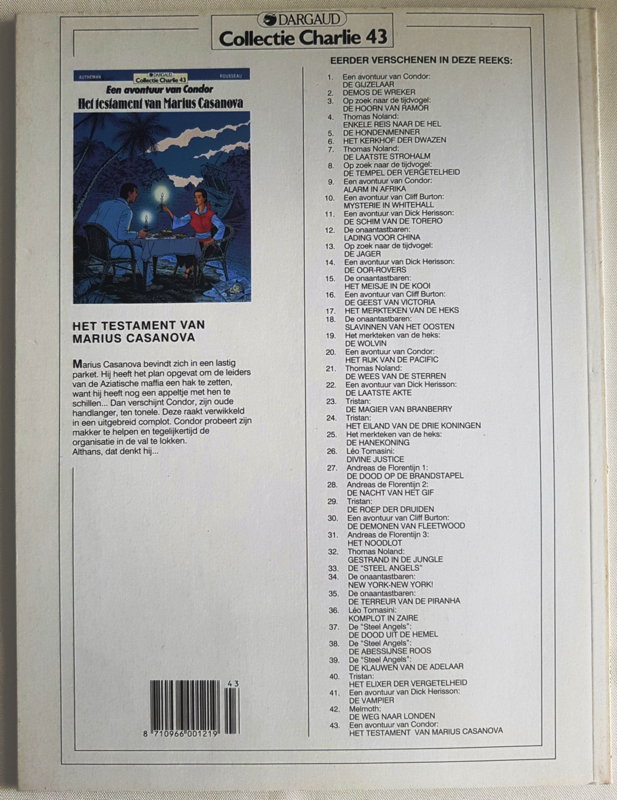 DARGAUD
Collectie Charlie 43
AUTHEMAN
DARGAUD
ROUSSEAU
Collectie Charlie 43
Een avontuur van Condor
Het testament van Marius Casanova
HET TESTAMENT VAN
MARIUS CASANOVA
Marius Casanova bevindt zich in een lastig
parket. Hij heeft het plan opgevat om de leiders
van de Aziatische maffia een hak te zetten,
want hij heeft nog een appeltje met hen te
schillen... Dan verschijnt Condor, zijn oude
handlanger, ten tonele. Deze raakt verwikkeld
in een uitgebreid complot. Condor probeert zijn
makker te helpen en tegelijkertijd de
organisatie in de val te lokken.
Althans, dat denkt hij...
43
8 710966 001219
EERDER VERSCHENEN IN DEZE REEKS:
1. Een avontuur van Condor:
DE GIJZELAAR
2. DEMOS DE WREKER
3. Op zoek naar de tijdvogel:
DE HOORN VAN RAMOR
4. Thomas Noland:
ENKELE REIS NAAR DE HEL
5. DE HONDENMENNER
6. HET KERKHOF DER DWAZEN
7. Thomas Noland:
DE LAATSTE STROHALM
8. Op zoek naar de tijdvogel:
DE TEMPEL DER VERGETELHEID
9. Een avontuur van Condor:
ALARM IN AFRIKA
10. Een avontuur van Cliff Burton:
MYSTERIE IN WHITEHALL
11. Een avontuur van Dick Herisson:
DE SCHIM VAN DE TORERO
12. De onaantastbaren:
LADING VOOR CHINA
13. Op zoek naar de tijdvogel:
DE JAGER
14. Een avontuur van Dick Herisson:
DE OOR-ROVERS
15. De onaantastbaren:
HET MEISJE IN DE KOOI
16. Een avontuur van Cliff Burton:
DE GEEST VAN VICTORIA
17. HET MERKTEKEN VAN DE HEKS
18. De onaantastbaren:
SLAVINNEN VAN HET OOSTEN
19. Het merkteken van de heks:
DE WOLVIN
20. Een avontuur van Condor:
HET RIJK VAN DE PACIFIC
21. Thomas Noland:
DE WEES VAN DE STERREN
22. Een avontuur van Dick Herisson:
DE LAATSTE AKTE
23. Tristan:
DE MAGIER VAN BRANBERRY
24. Tristan:
HET EILAND VAN DE DRIE KONINGEN
25. Het merkteken van de heks:
DE HANEKONING
26. Léo Tomasini:
DIVINE JUSTICE
27. Andreas de Florentijn 1:
DE DOOD OP DE BRANDSTAPEL
28. Andreas de Florentijn 2:
DE NACHT VAN HET GIF
29. Tristan:
DE ROEP DER DRUIDEN
30. Een avontuur van Cliff Burton:
DE DEMONEN VAN FLEETWOOD
31. Andreas de Florentijn 3:
HET NOODLOT
32. Thomas Noland:
GESTRAND IN DE JUNGLE
33. DE "STEEL ANGELS"
34. De onaantastbaren:
NEW YORK-NEW YORK!
35. De onaantastbaren:
DE TERREUR VAN DE PIRANHA
36. Léo Tomasini:
KOMPLOT IN ZAIRE
37. De "Steel Angels":
DE DOOD UIT DE HEMEL
38. De "Steel Angels":
DE ABESSIJNSE ROOS
39. De "Steel Angels":
DE KLAUWEN VAN DE ADELAAR
40. Tristan:
HET ELIXER DER VERGETELHEID
41. Een avontuur van Dick Herisson:
DE VAMPIER
42. Melmoth:
DE WEG NAAR LONDEN
43. Een avontuur van Condor:
HET TESTAMENT VAN MARIUS CASANOVA